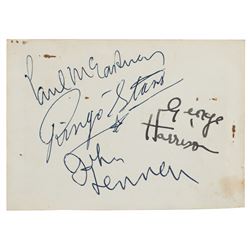 Paul McCartney
Ringo Starr
George
Harrison
John
Lennon